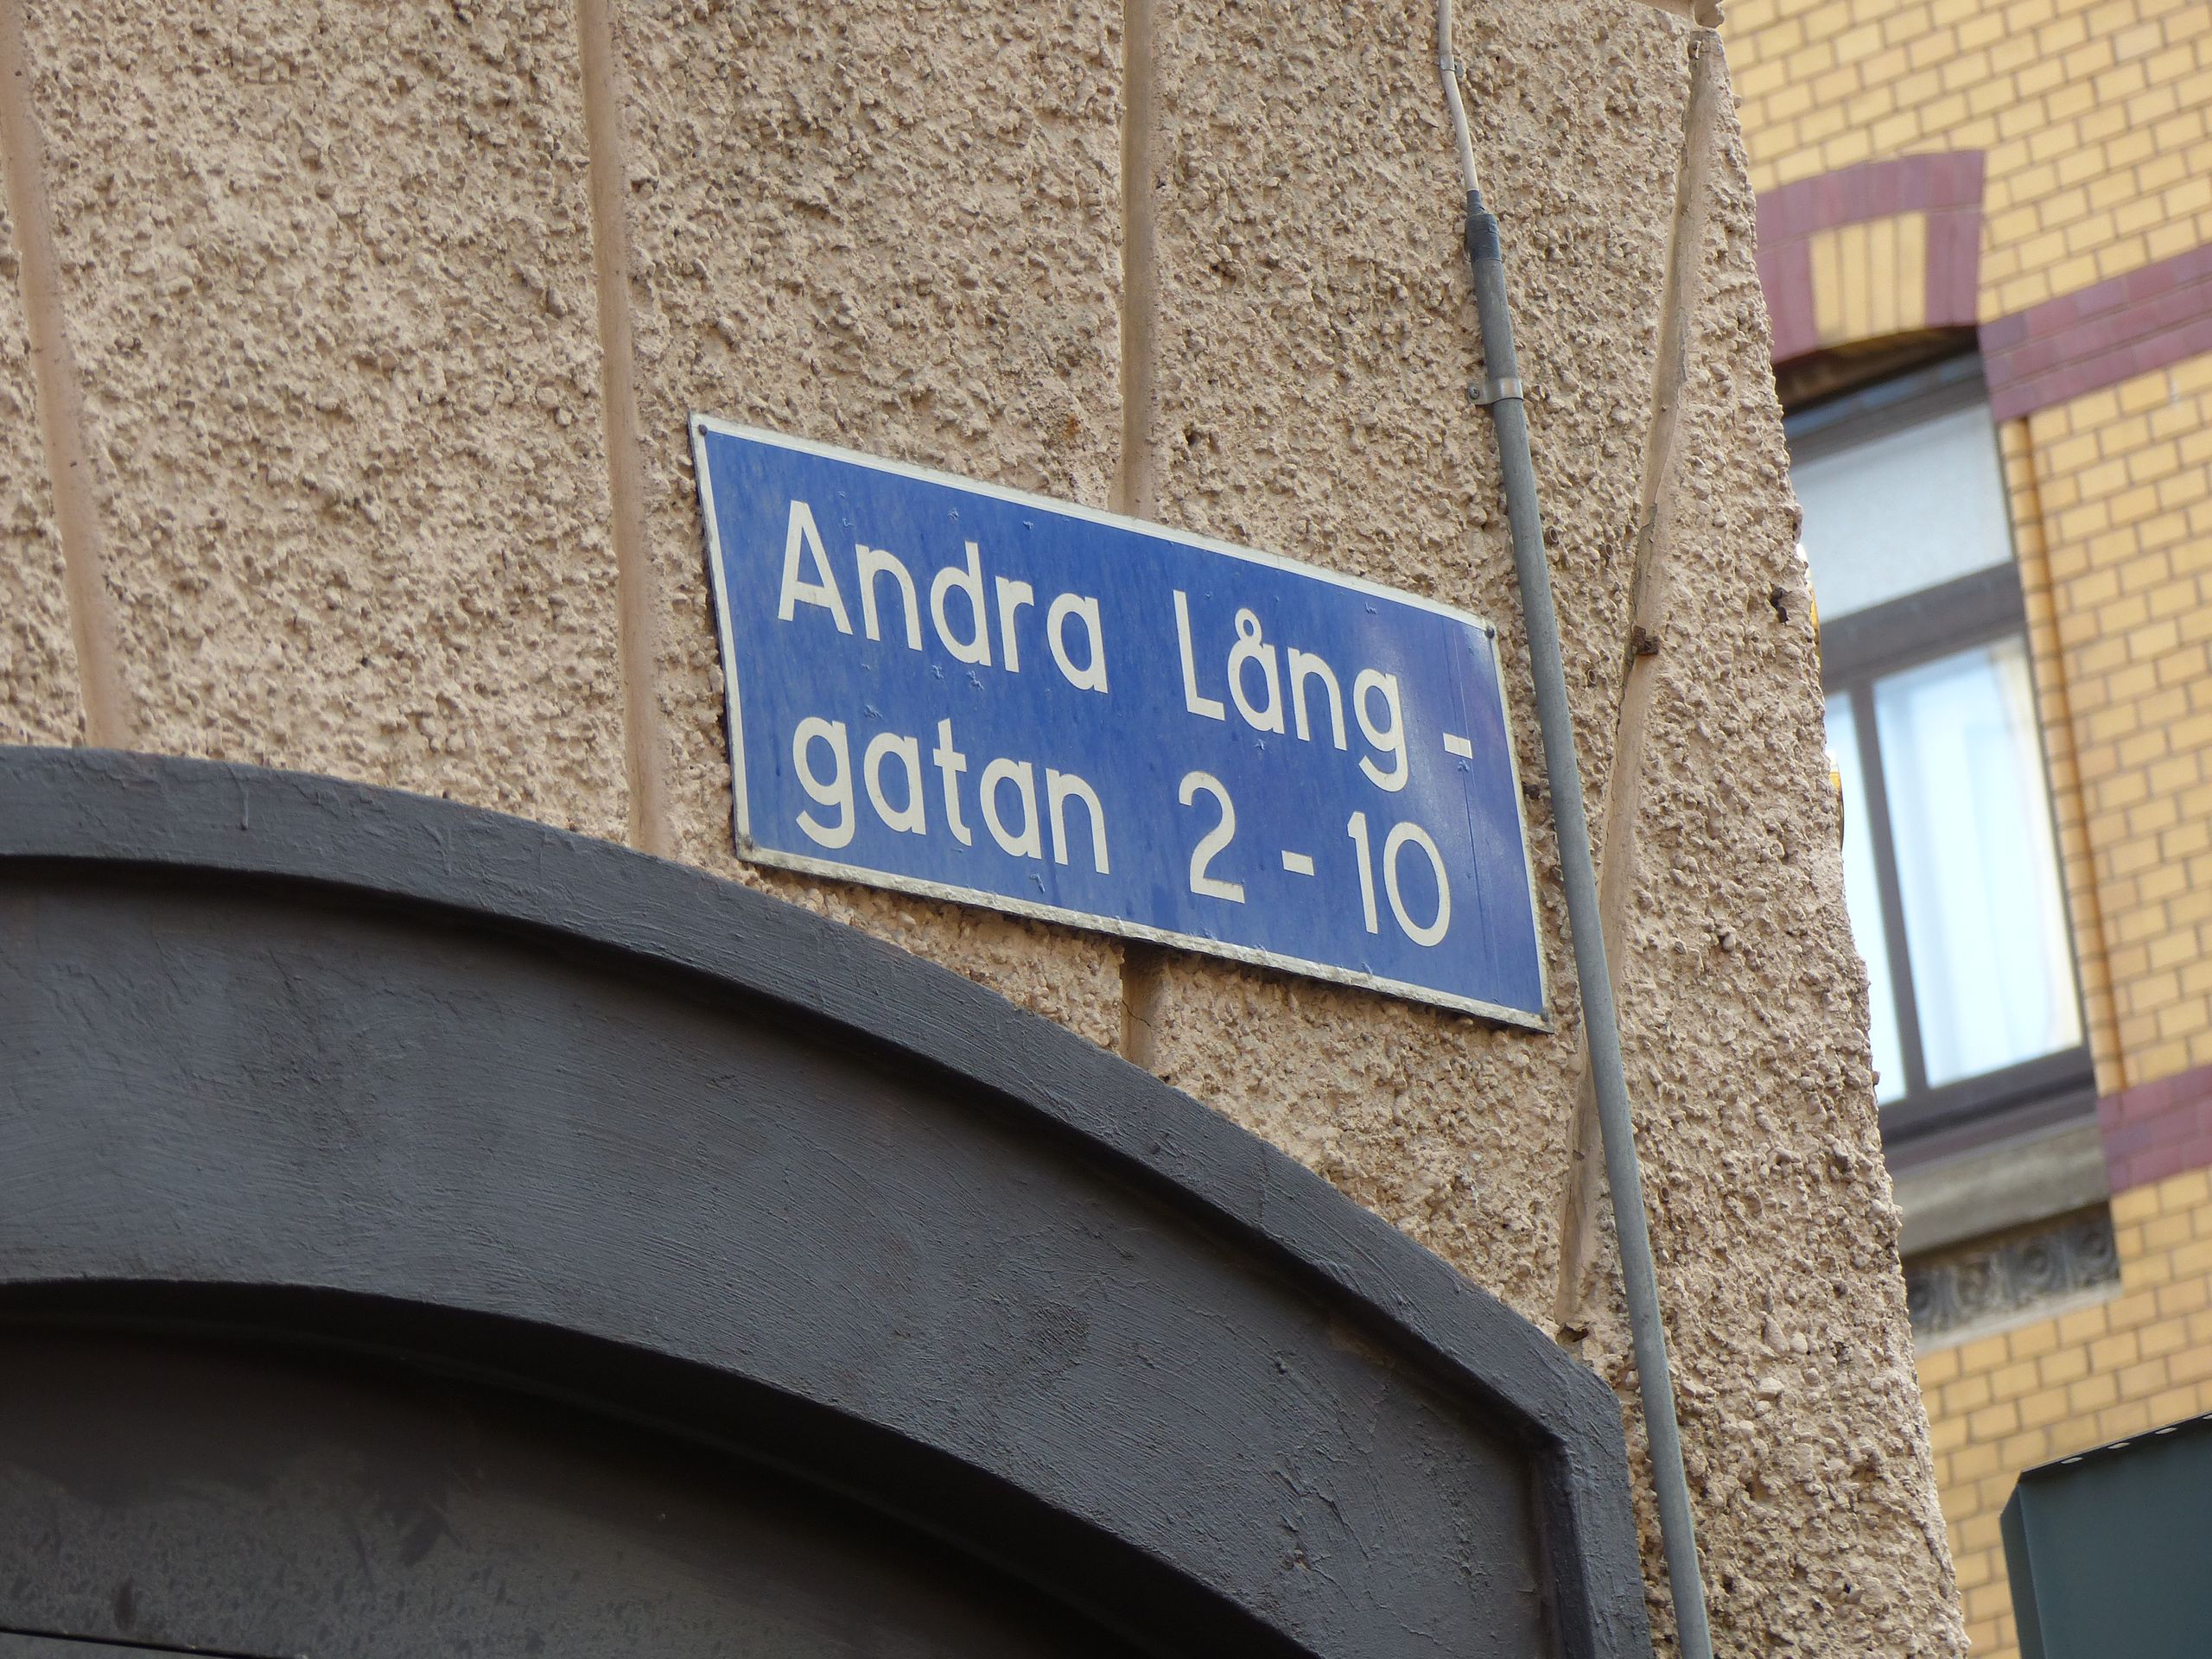 Andra Lång-
gatan 2-10